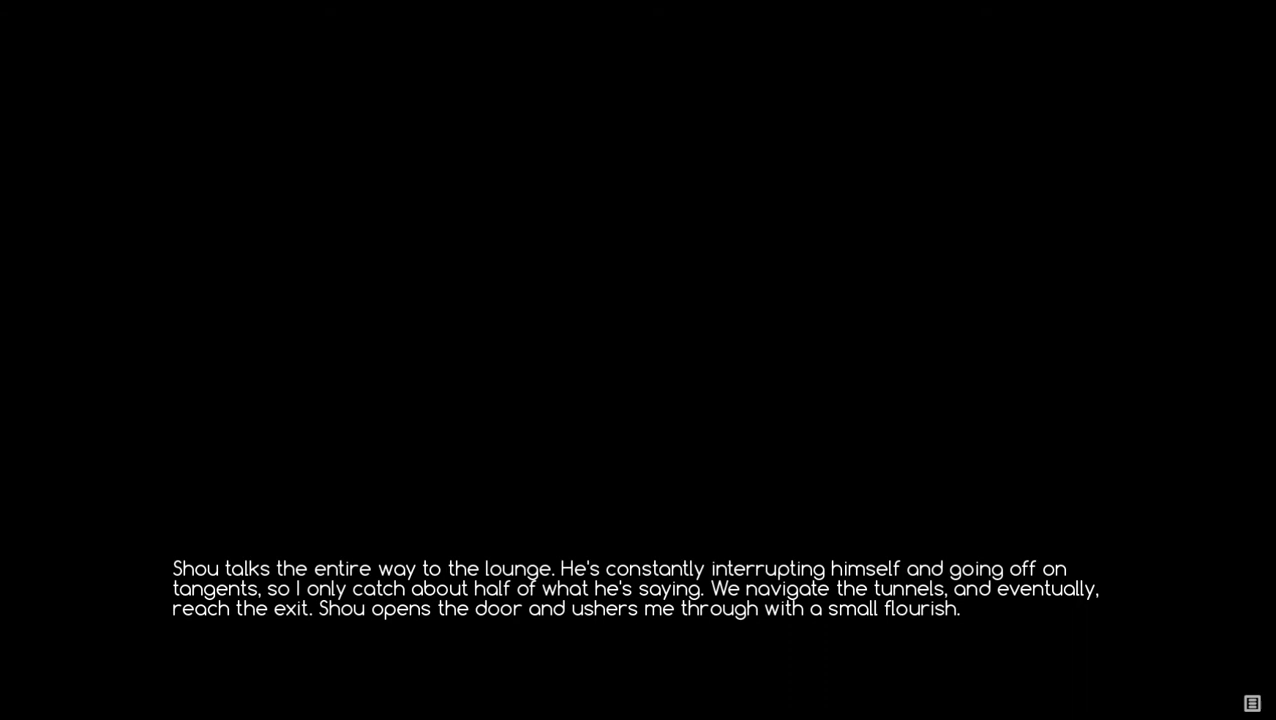 Shou talks the entire way to the lounge. He's constantly interrupting himself and going off on
tangents, so I only catch about half of what he's saying. We navigate the tunnels, and eventually,
reach the exit. Shou opens the door and ushers me through with a small flourish.